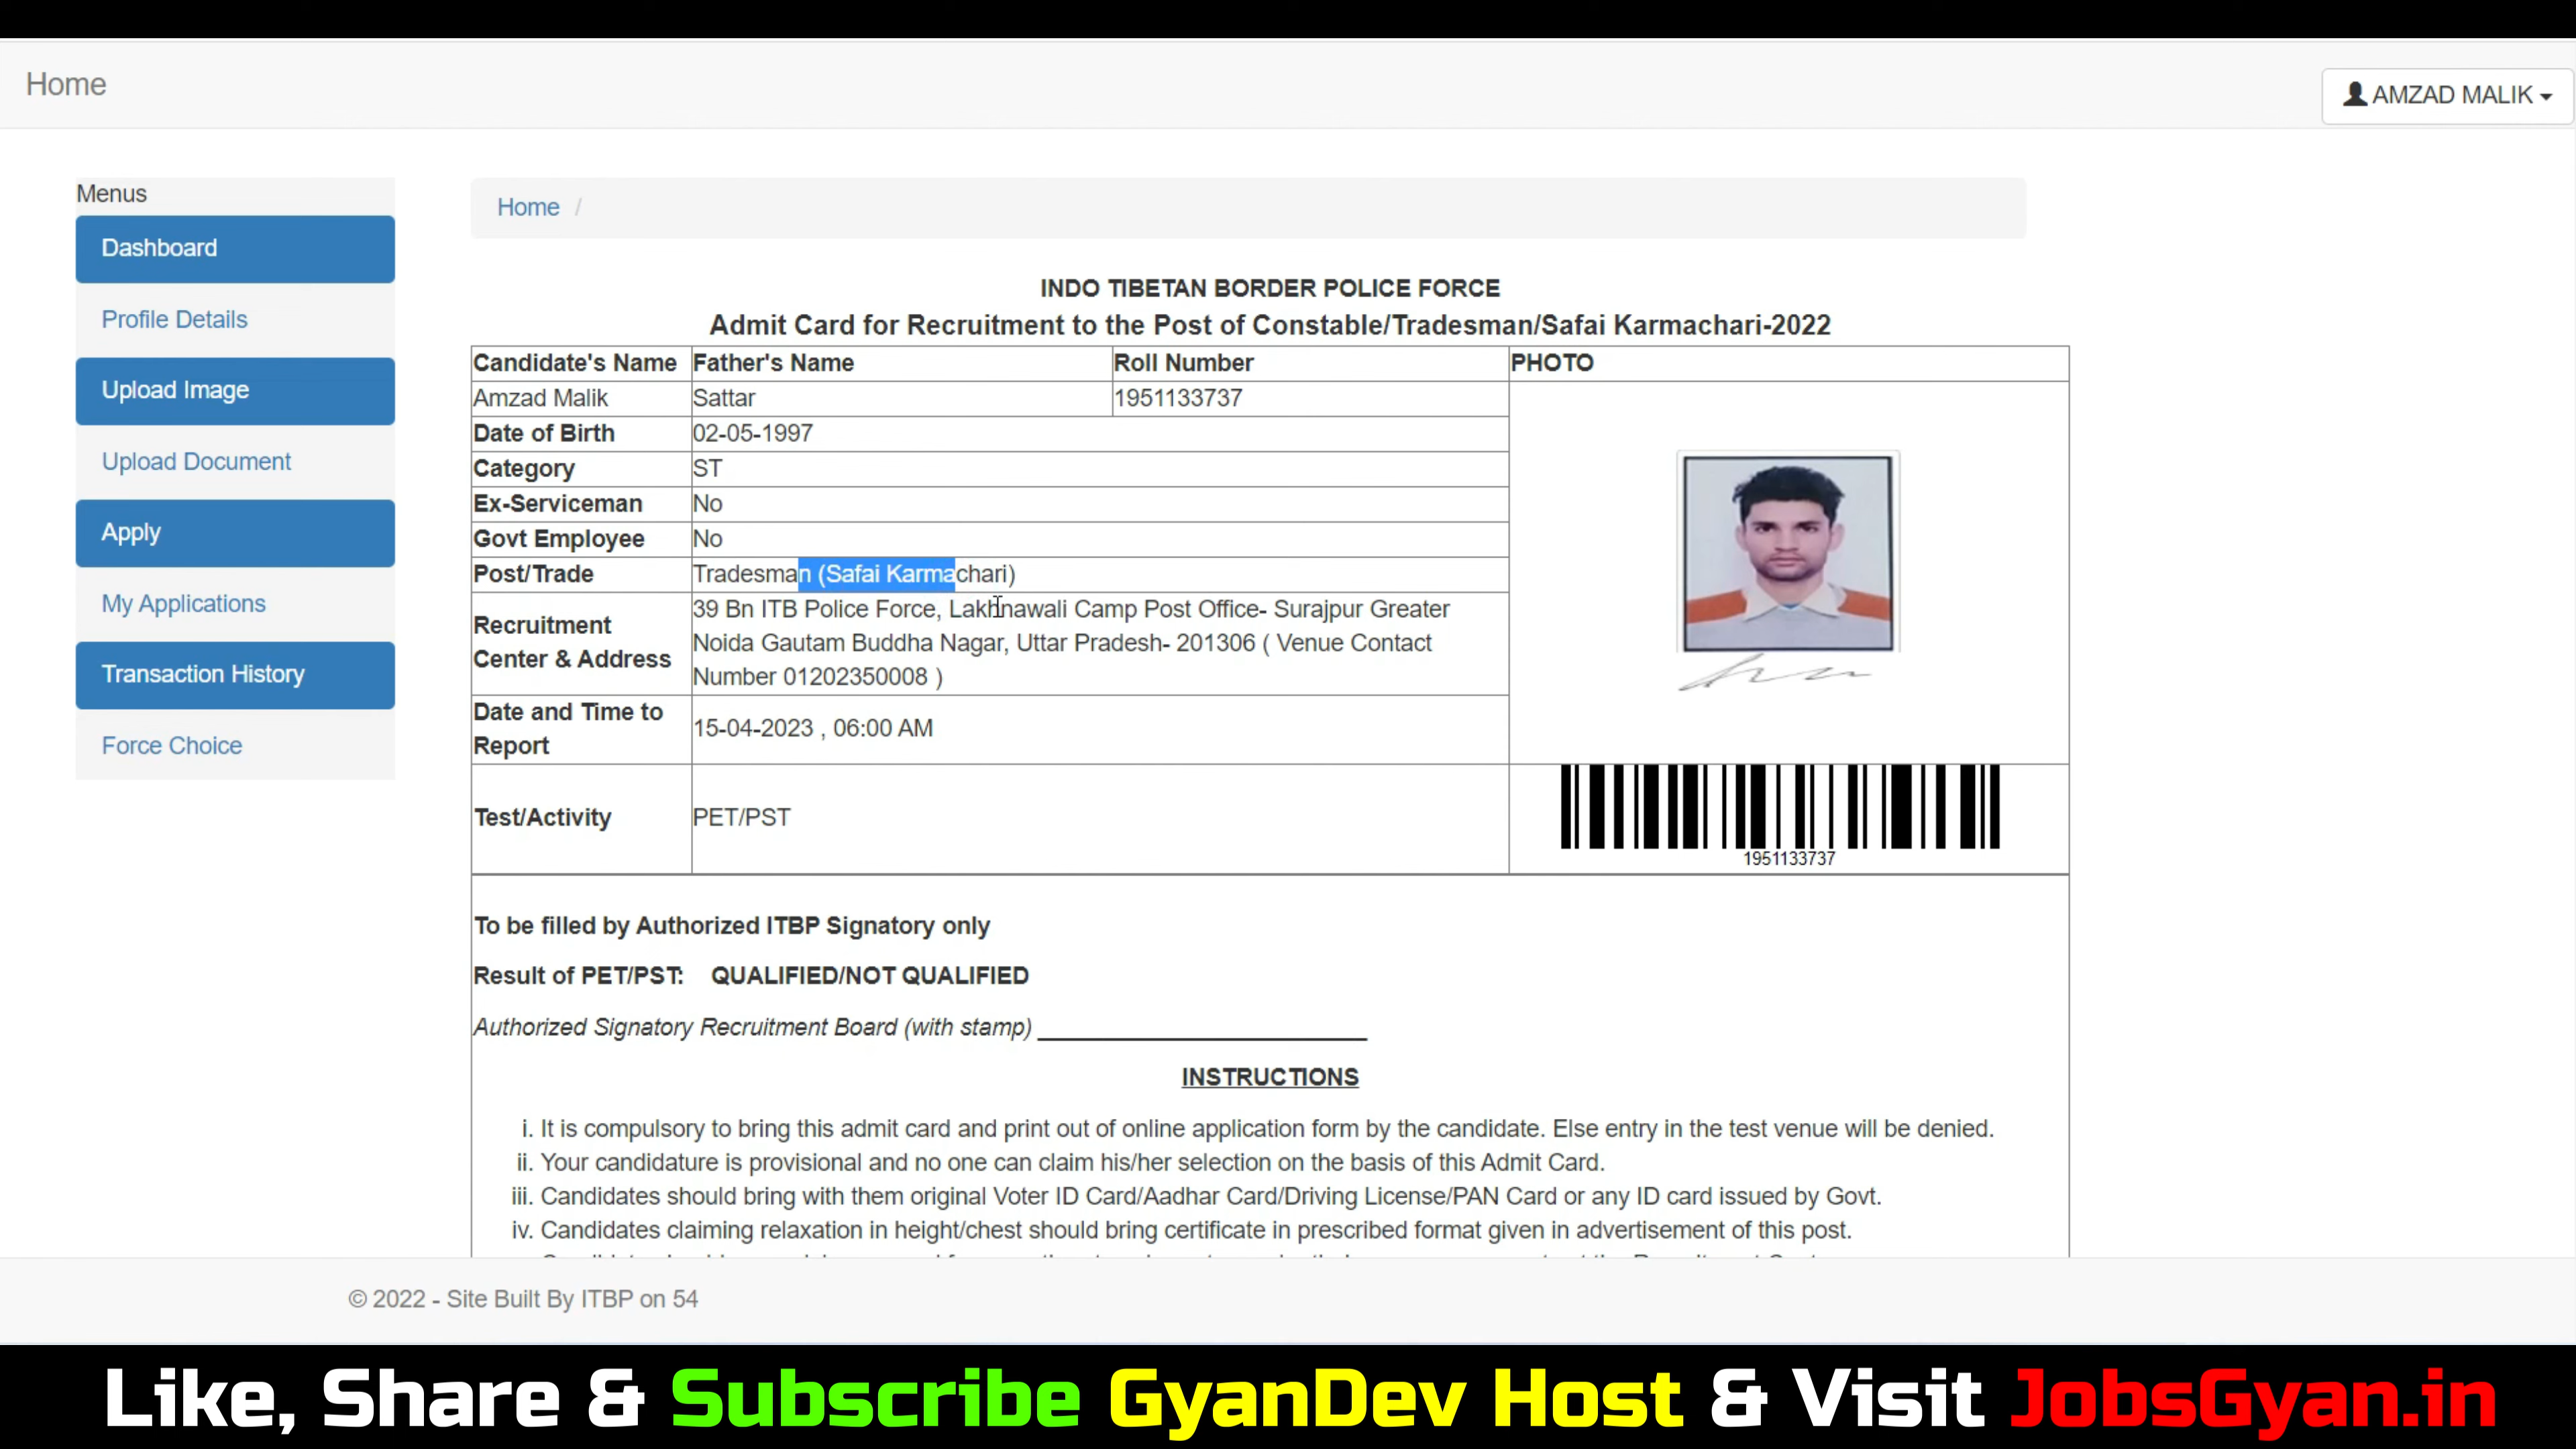 Home
AMZAD MALIK
Menus
Dashboard
Profile Details
Upload Image
Upload Document
Apply
My Applications
Transaction History
Force Choice
Home /
INDO TIBETAN BORDER POLICE FORCE
Admit Card for Recruitment to the Post of Constable/Tradesman/Safai Karmachari-2022
Candidate's Name Father's Name Roll Number PHOTO
Amzad Malik Sattar 1951133737
Date of Birth 02-05-1997
Category ST
Ex-Serviceman No
Govt Employee No
Post/Trade Tradesman (Safai Karmachari)
Recruitment Center & Address
39 Bn ITB Police Force, Lakhnawali Camp Post Office- Surajpur Greater
Noida Gautam Buddha Nagar, Uttar Pradesh- 201306 ( Venue Contact
Number 01202350008 )
Date and Time to
Report
15-04-2023 , 06:00 AM
Test/Activity PET/PST
1951133737
To be filled by Authorized ITBP Signatory only
Result of PET/PST: QUALIFIED/NOT QUALIFIED
Authorized Signatory Recruitment Board (with stamp)
INSTRUCTIONS
i. It is compulsory to bring this admit card and print out of online application form by the candidate. Else entry in the test venue will be denied.
ii. Your candidature is provisional and no one can claim his/her selection on the basis of this Admit Card.
iii. Candidates should bring with them original Voter ID Card/Aadhar Card/Driving License/PAN Card or any ID card issued by Govt.
iv. Candidates claiming relaxation in height/chest should bring certificate in prescribed format given in advertisement of this post.
© 2022 - Site Built By ITBP on 54
Like, Share & Subscribe GyanDev Host & Visit JobsGyan.in